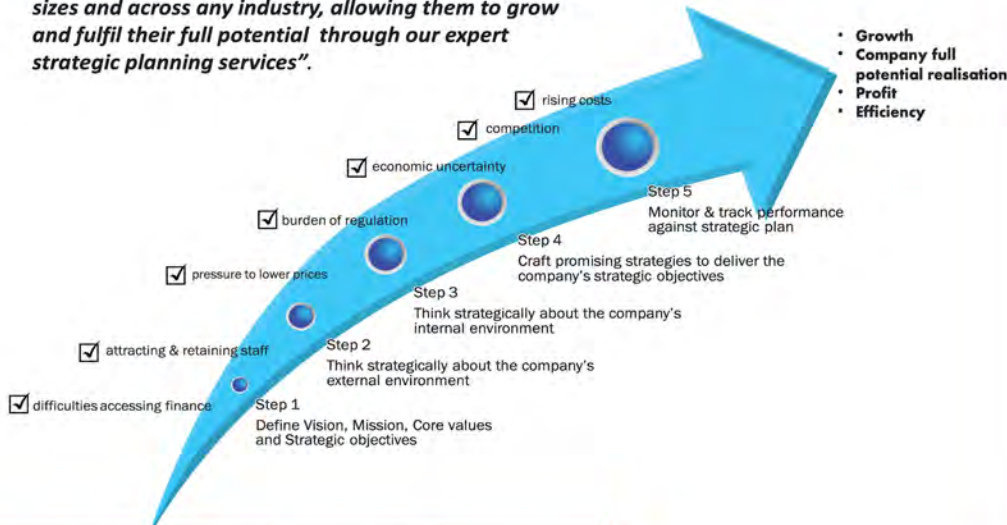 sizes and across any industry, allowing them to grow
and fulfil their full potential through our expert
strategic planning services”.
• Growth
• Company full
potential realisation
• Profit
• Efficiency
rising costs
competition
economic uncertainty
burden of regulation
pressure to lower prices
attracting & retaining staff
difficulties accessing finance
Step 5
Monitor & track performance
against strategic plan
Step 4
Craft promising strategies to deliver the
company's strategic objectives
Step 3
Think strategically about the company's
internal environment
Step 2
Think strategically about the company's
external environment
Step 1
Define Vision, Mission, Core values
and Strategic objectives